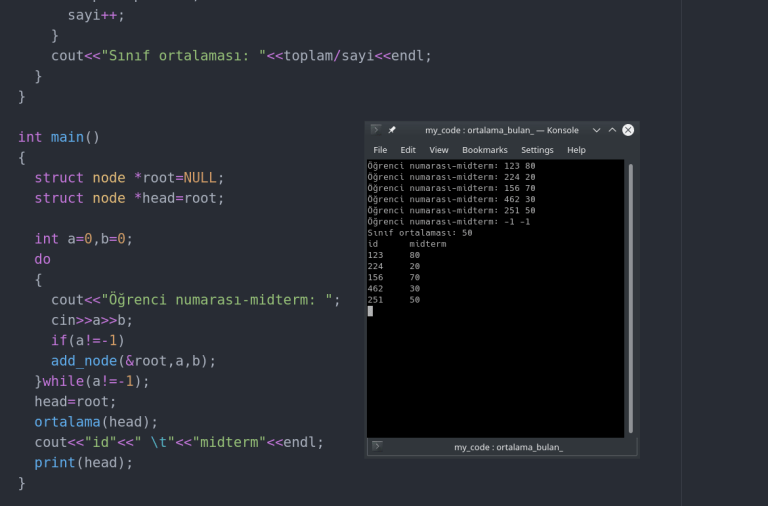 sayi++;
}
cout<<"Sınıf ortalaması: "<<toplam/sayi<<endl;
}
}
int main()
{
struct node *root=NULL;
struct node *head=root;
int a=0,b=0;
do
{
cout<<"Öğrenci numarası-midterm: ";
cin>>a>>b;
if(a!=-1)
add_node(&root,a,b);
}while(a!=-1);
head=root;
ortalama(head);
cout<<"id"<<" \t"<<"midterm"<<endl;
print(head);
}
my_code : ortalama_bulan_ — Konsole
File Edit View Bookmarks Settings Help
Öğrenci numarası-midterm: 123 80
Öğrenci numarası-midterm: 224 20
Öğrenci numarası-midterm: 156 70
Öğrenci numarası-midterm: 462 30
Öğrenci numarası-midterm: 251 50
Öğrenci numarası-midterm: -1 -1
Sınıf ortalaması: 50
id midterm
123 80
224 20
156 70
462 30
251 50
my_code : ortalama_bulan_